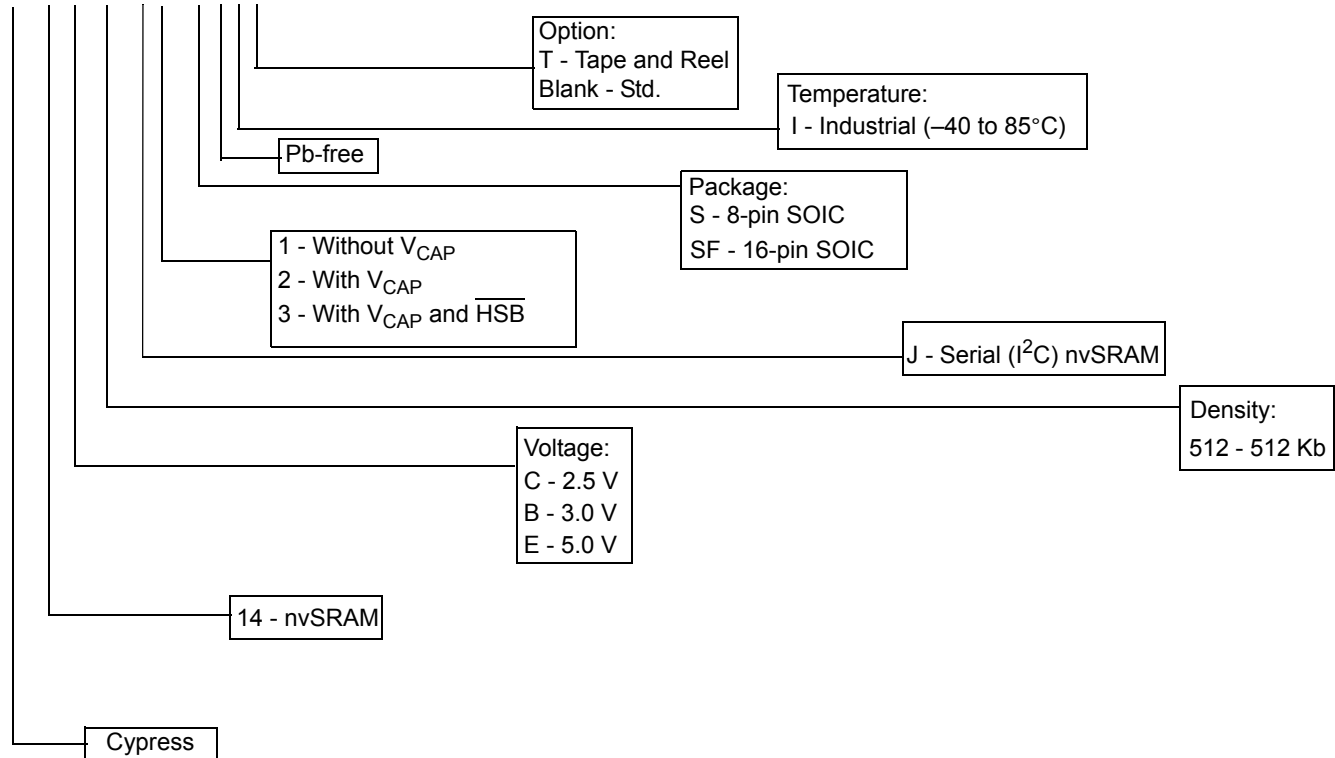 Option:
T - Tape and Reel
Blank - Std.
Temperature:
I - Industrial (–40 to 85°C)
Pb-free
Package:
S - 8-pin SOIC
SF - 16-pin SOIC
1 - Without VCAP
2 - With VCAP
3 - With VCAP and H̅S̅B̅
J - Serial (I²C) nvSRAM
Density:
512 - 512 Kb
Voltage:
C - 2.5 V
B - 3.0 V
E - 5.0 V
14 - nvSRAM
Cypress